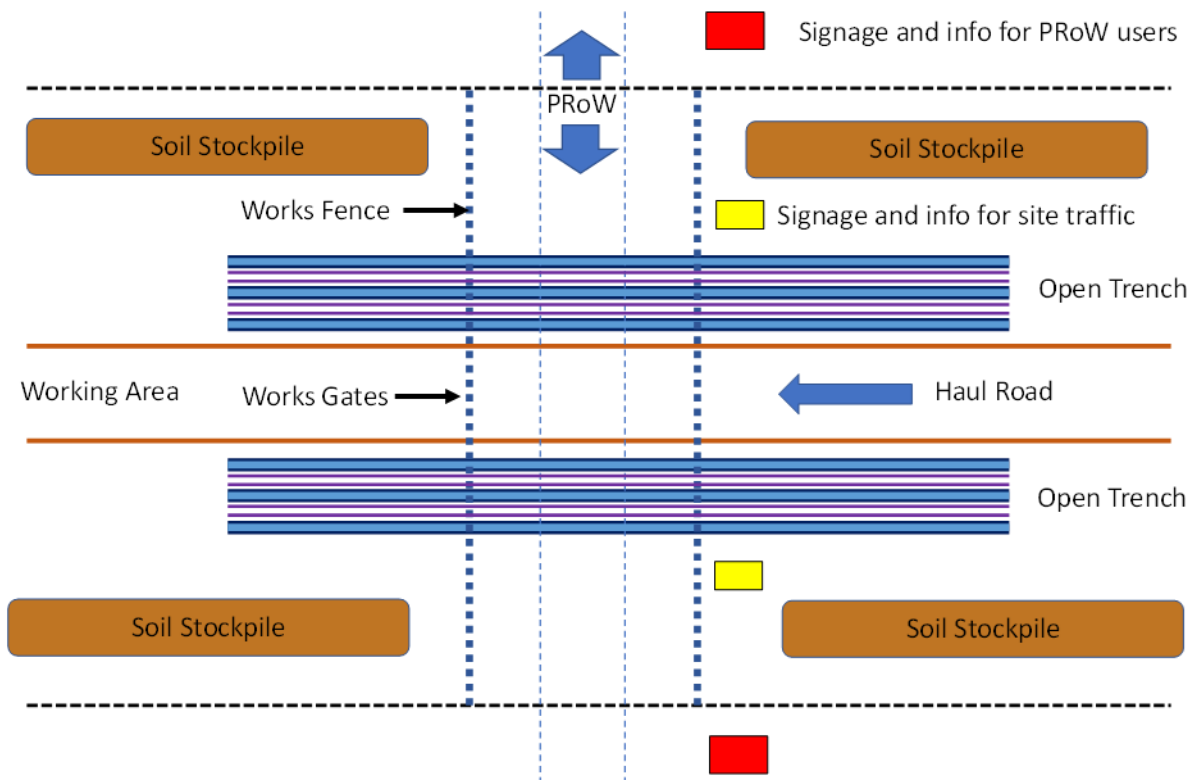 Signage and info for PRoW users
PRoW
Soil Stockpile
Soil Stockpile
Works Fence
Signage and info for site traffic
Open Trench
Working Area
Works Gates
Haul Road
Open Trench
Soil Stockpile
Soil Stockpile